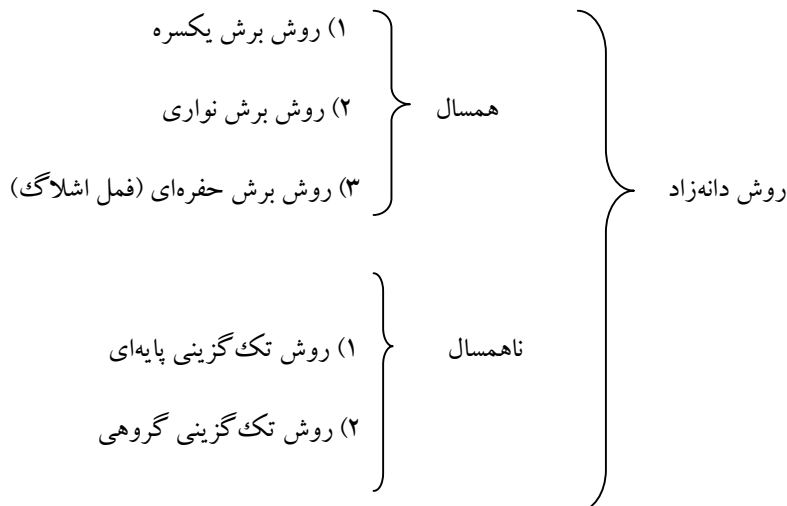 روش دانه‌زاد
همسال
۱) روش برش یکسره
۲) روش برش نواری
۳) روش برش حفره‌ای (فمل اشلاگ)
ناهمسال
۱) روش تک‌گزینی پایه‌ای
۲) روش تک‌گزینی گروهی